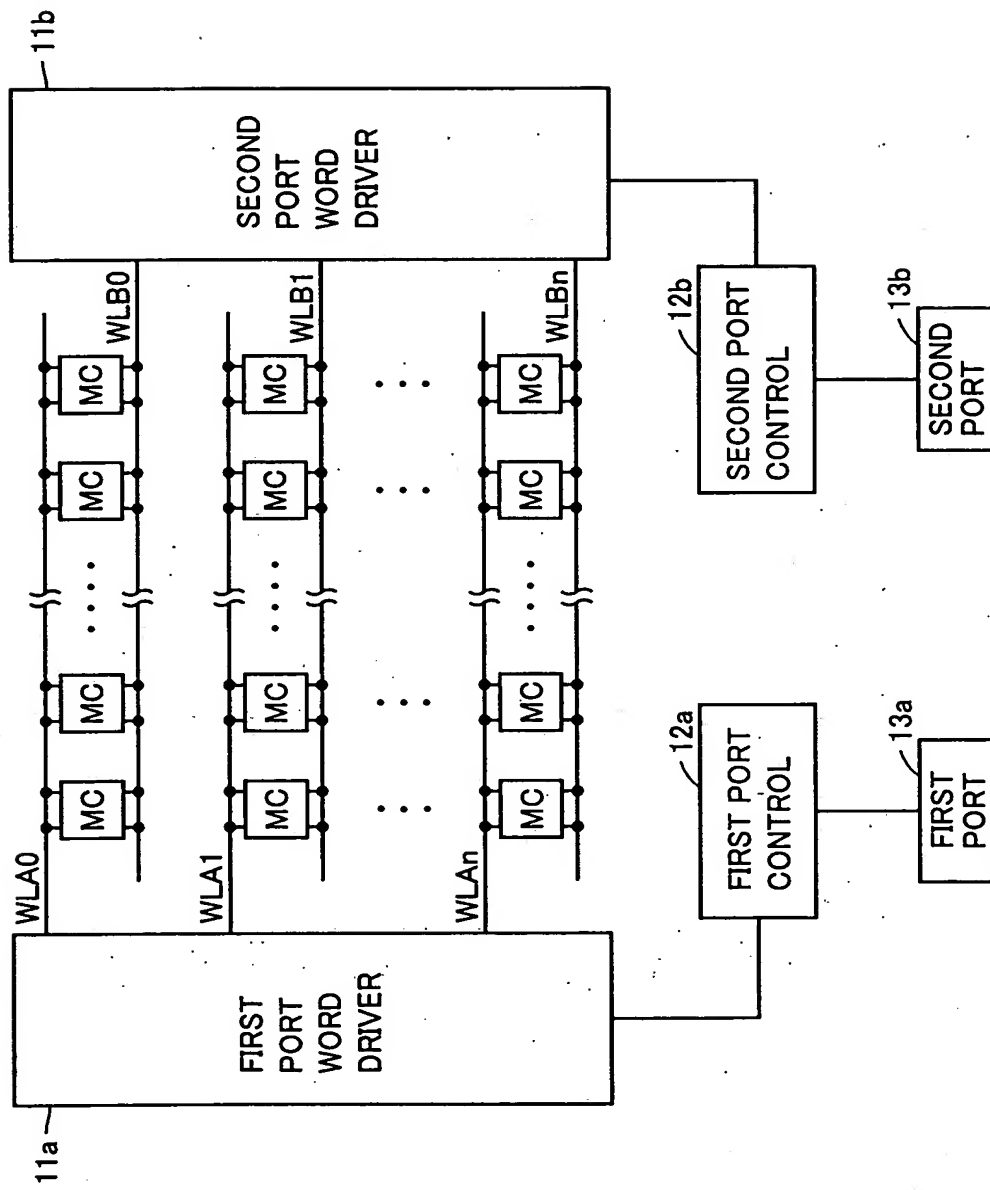 11a
FIRST
PORT
WORD
DRIVER
11b
SECOND
PORT
WORD
DRIVER
WLA0
MC MC MC MC
WLB0
WLA1
MC MC MC MC
WLB1
WLAn
MC MC MC MC
WLBn
12a
FIRST PORT
CONTROL
12b
SECOND PORT
CONTROL
13a
FIRST
PORT
13b
SECOND
PORT